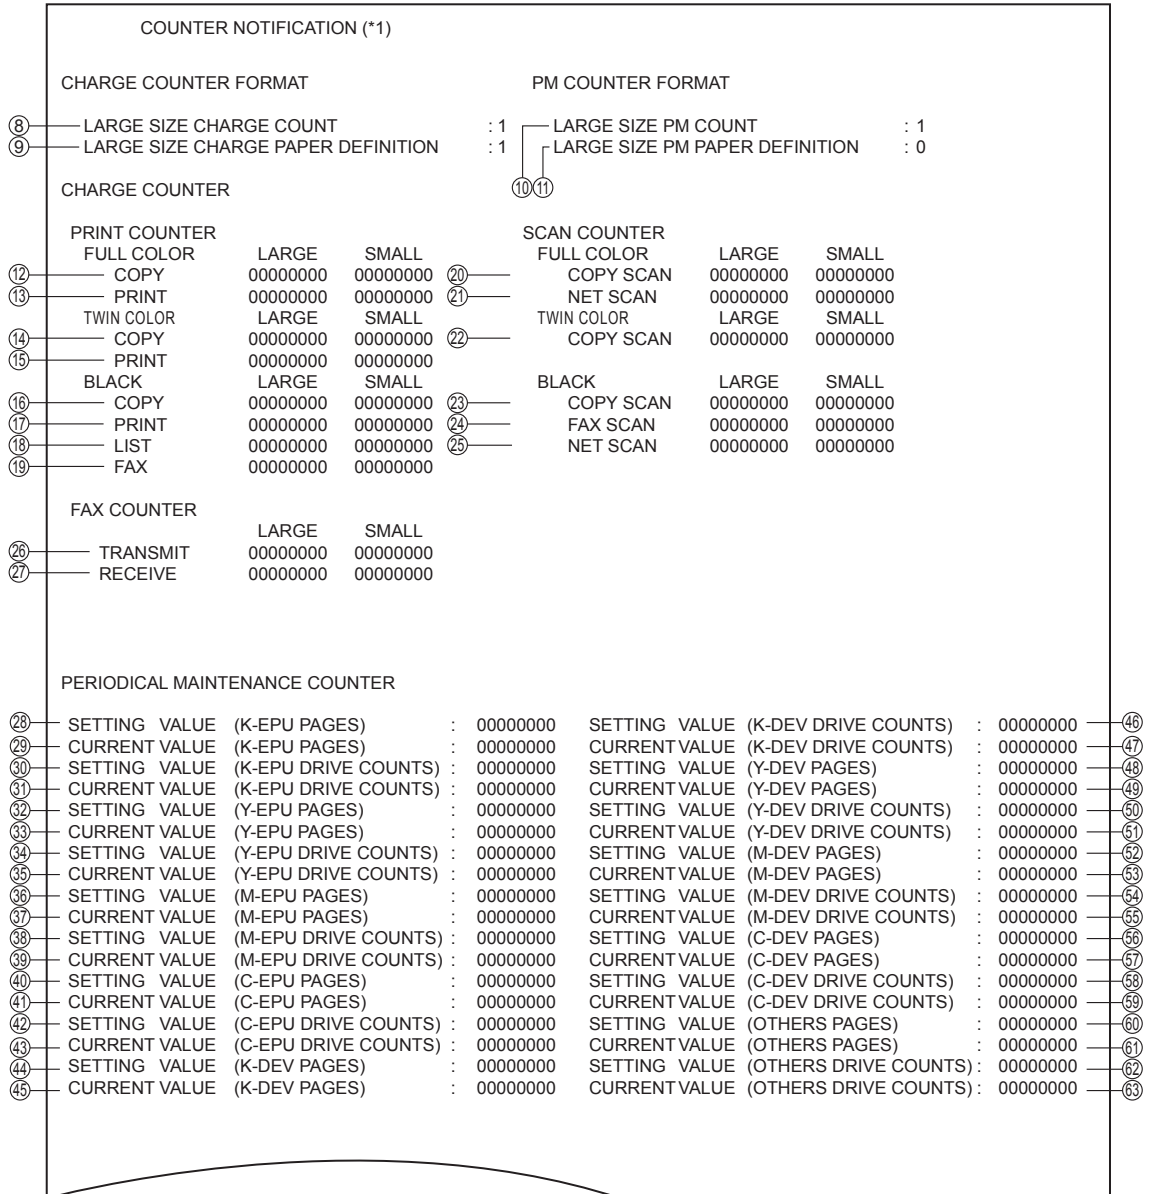 COUNTER NOTIFICATION (*1)
CHARGE COUNTER FORMAT PM COUNTER FORMAT
⑧ LARGE SIZE CHARGE COUNT : 1 LARGE SIZE PM COUNT : 1
⑨ LARGE SIZE CHARGE PAPER DEFINITION : 1 LARGE SIZE PM PAPER DEFINITION : 0
⑩ ⑪
CHARGE COUNTER
PRINT COUNTER SCAN COUNTER
FULL COLOR LARGE SMALL FULL COLOR LARGE SMALL
⑫ COPY 00000000 00000000 ⑳ COPY SCAN 00000000 00000000
⑬ PRINT 00000000 00000000 ㉑ NET SCAN 00000000 00000000
TWIN COLOR LARGE SMALL TWIN COLOR LARGE SMALL
⑭ COPY 00000000 00000000 ㉒ COPY SCAN 00000000 00000000
⑮ PRINT 00000000 00000000
BLACK LARGE SMALL BLACK LARGE SMALL
⑯ COPY 00000000 00000000 ㉓ COPY SCAN 00000000 00000000
⑰ PRINT 00000000 00000000 ㉔ FAX SCAN 00000000 00000000
⑱ LIST 00000000 00000000 ㉕ NET SCAN 00000000 00000000
⑲ FAX 00000000 00000000
FAX COUNTER
LARGE SMALL
㉖ TRANSMIT 00000000 00000000
㉗ RECEIVE 00000000 00000000
PERIODICAL MAINTENANCE COUNTER
㉘ SETTING VALUE (K-EPU PAGES) : 00000000 SETTING VALUE (K-DEV DRIVE COUNTS) : 00000000 ㊻
㉙ CURRENT VALUE (K-EPU PAGES) : 00000000 CURRENT VALUE (K-DEV DRIVE COUNTS) : 00000000 ㊼
㉚ SETTING VALUE (K-EPU DRIVE COUNTS) : 00000000 SETTING VALUE (Y-DEV PAGES) : 00000000 ㊽
㉛ CURRENT VALUE (K-EPU DRIVE COUNTS) : 00000000 CURRENT VALUE (Y-DEV PAGES) : 00000000 ㊾
㉜ SETTING VALUE (Y-EPU PAGES) : 00000000 SETTING VALUE (Y-DEV DRIVE COUNTS) : 00000000 ㊿
㉝ CURRENT VALUE (Y-EPU PAGES) : 00000000 CURRENT VALUE (Y-DEV DRIVE COUNTS) : 00000000 51
㉞ SETTING VALUE (Y-EPU DRIVE COUNTS) : 00000000 SETTING VALUE (M-DEV PAGES) : 00000000 52
㉟ CURRENT VALUE (Y-EPU DRIVE COUNTS) : 00000000 CURRENT VALUE (M-DEV PAGES) : 00000000 53
㊱ SETTING VALUE (M-EPU PAGES) : 00000000 SETTING VALUE (M-DEV DRIVE COUNTS) : 00000000 54
㊲ CURRENT VALUE (M-EPU PAGES) : 00000000 CURRENT VALUE (M-DEV DRIVE COUNTS) : 00000000 55
㊳ SETTING VALUE (M-EPU DRIVE COUNTS) : 00000000 SETTING VALUE (C-DEV PAGES) : 00000000 56
㊴ CURRENT VALUE (M-EPU DRIVE COUNTS) : 00000000 CURRENT VALUE (C-DEV PAGES) : 00000000 57
㊵ SETTING VALUE (C-EPU PAGES) : 00000000 SETTING VALUE (C-DEV DRIVE COUNTS) : 00000000 58
㊶ CURRENT VALUE (C-EPU PAGES) : 00000000 CURRENT VALUE (C-DEV DRIVE COUNTS) : 00000000 59
㊷ SETTING VALUE (C-EPU DRIVE COUNTS) : 00000000 SETTING VALUE (OTHERS PAGES) : 00000000 60
㊸ CURRENT VALUE (C-EPU DRIVE COUNTS) : 00000000 CURRENT VALUE (OTHERS PAGES) : 00000000 61
㊹ SETTING VALUE (K-DEV PAGES) : 00000000 SETTING VALUE (OTHERS DRIVE COUNTS) : 00000000 62
㊺ CURRENT VALUE (K-DEV PAGES) : 00000000 CURRENT VALUE (OTHERS DRIVE COUNTS) : 00000000 63